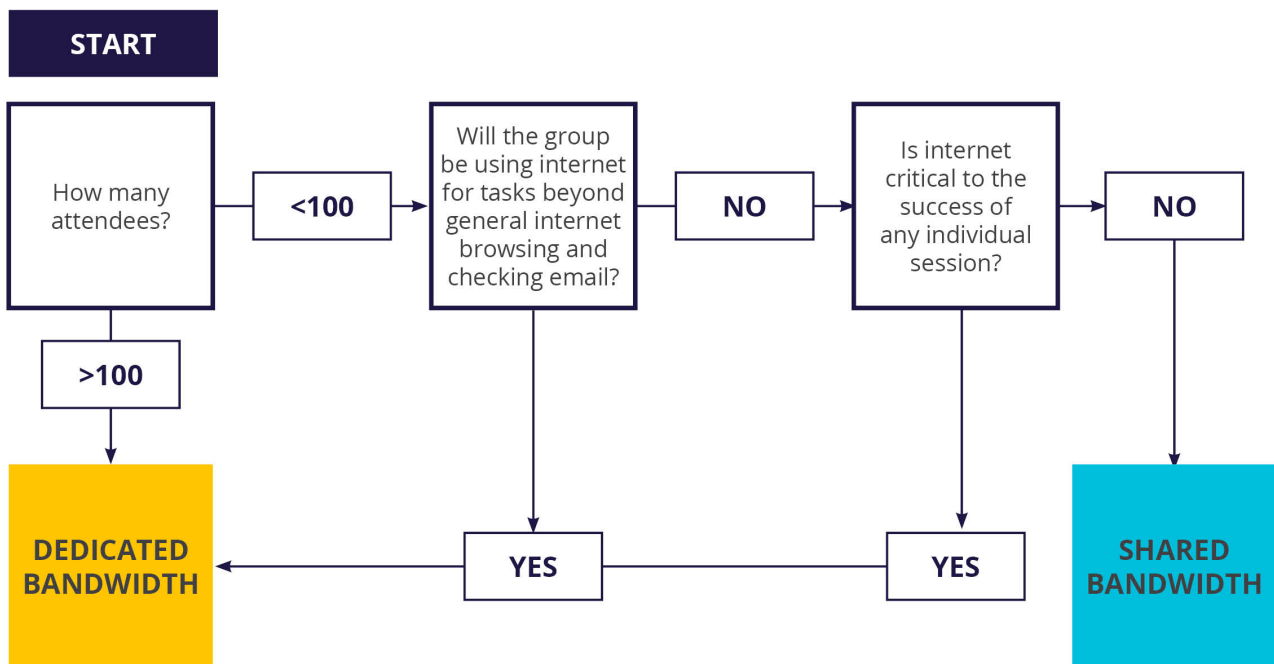 START
How many
attendees?
<100
Will the group
be using internet
for tasks beyond
general internet
browsing and
checking email?
NO
Is internet
critical to the
success of
any individual
session?
NO
>100
DEDICATED
BANDWIDTH
YES
YES
SHARED
BANDWIDTH